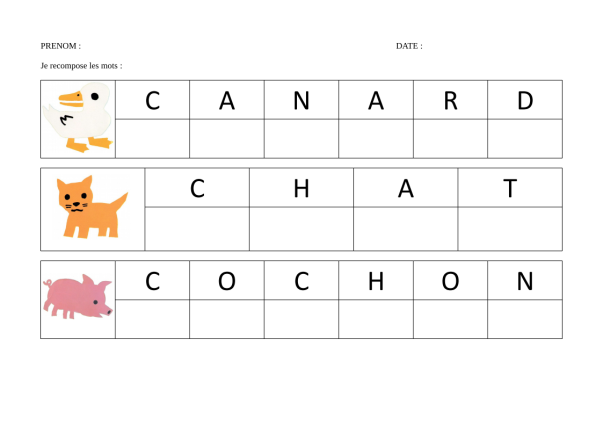 PRENOM : DATE :
Je recompose les mots :
C A N A R D
C H A T
C O C H O N